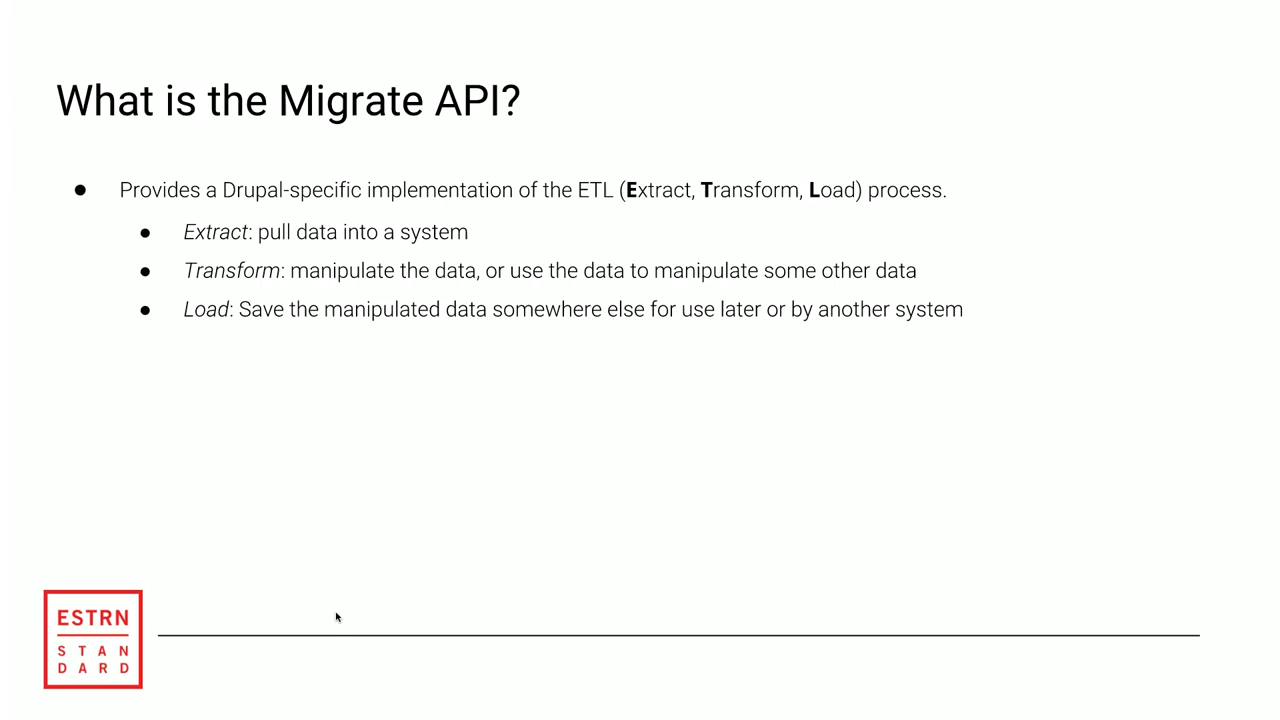 What is the Migrate API?
● Provides a Drupal-specific implementation of the ETL (Extract, Transform, Load) process.
● Extract: pull data into a system
● Transform: manipulate the data, or use the data to manipulate some other data
● Load: Save the manipulated data somewhere else for use later or by another system
ESTRN
STAN
DARD